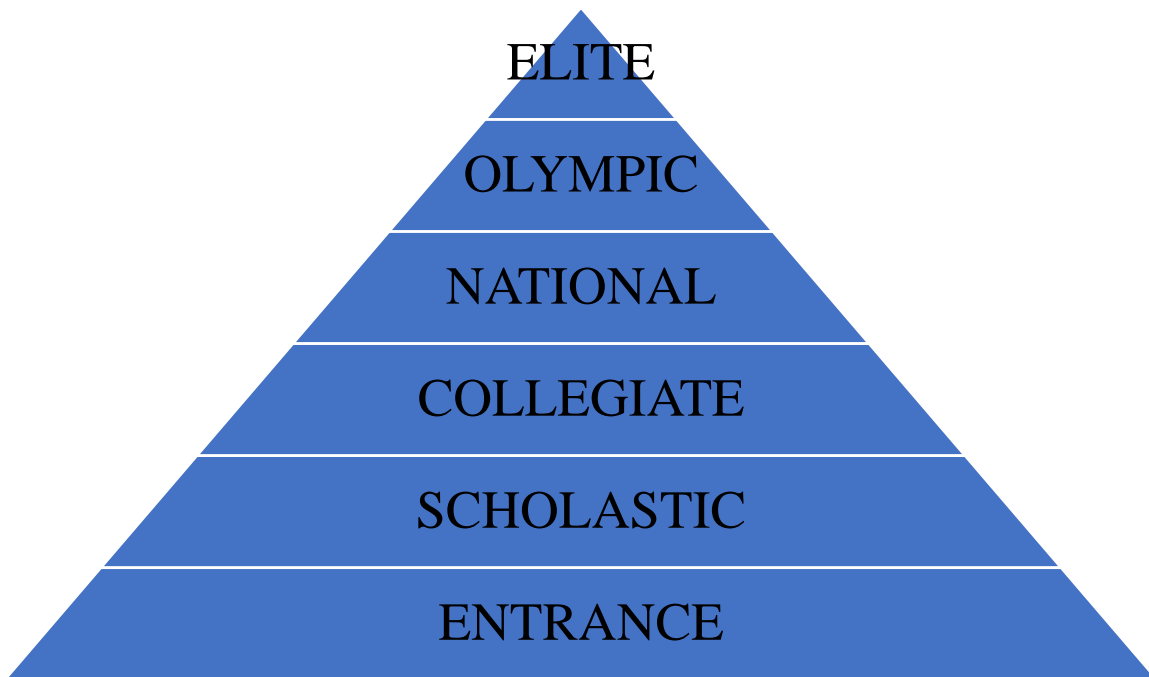 ELITE
OLYMPIC
NATIONAL
COLLEGIATE
SCHOLASTIC
ENTRANCE